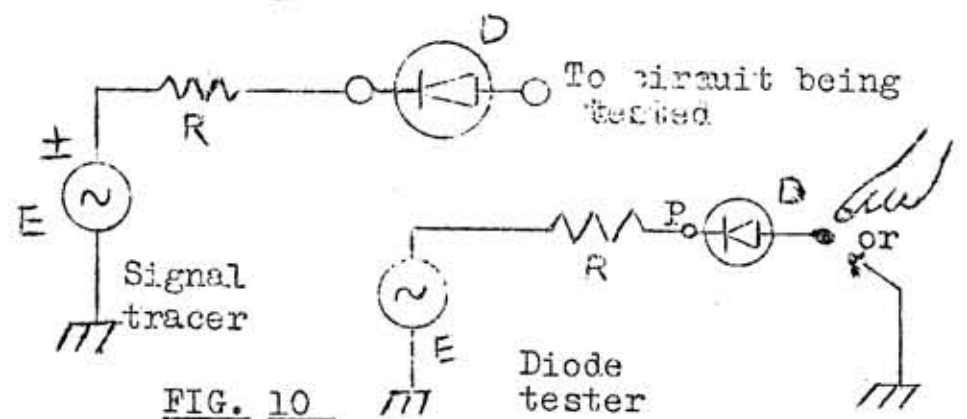 D
To circuit being
tested
R
±
E
Signal
tracer
P
D
or
R
E
Diode
tester
FIG. 10